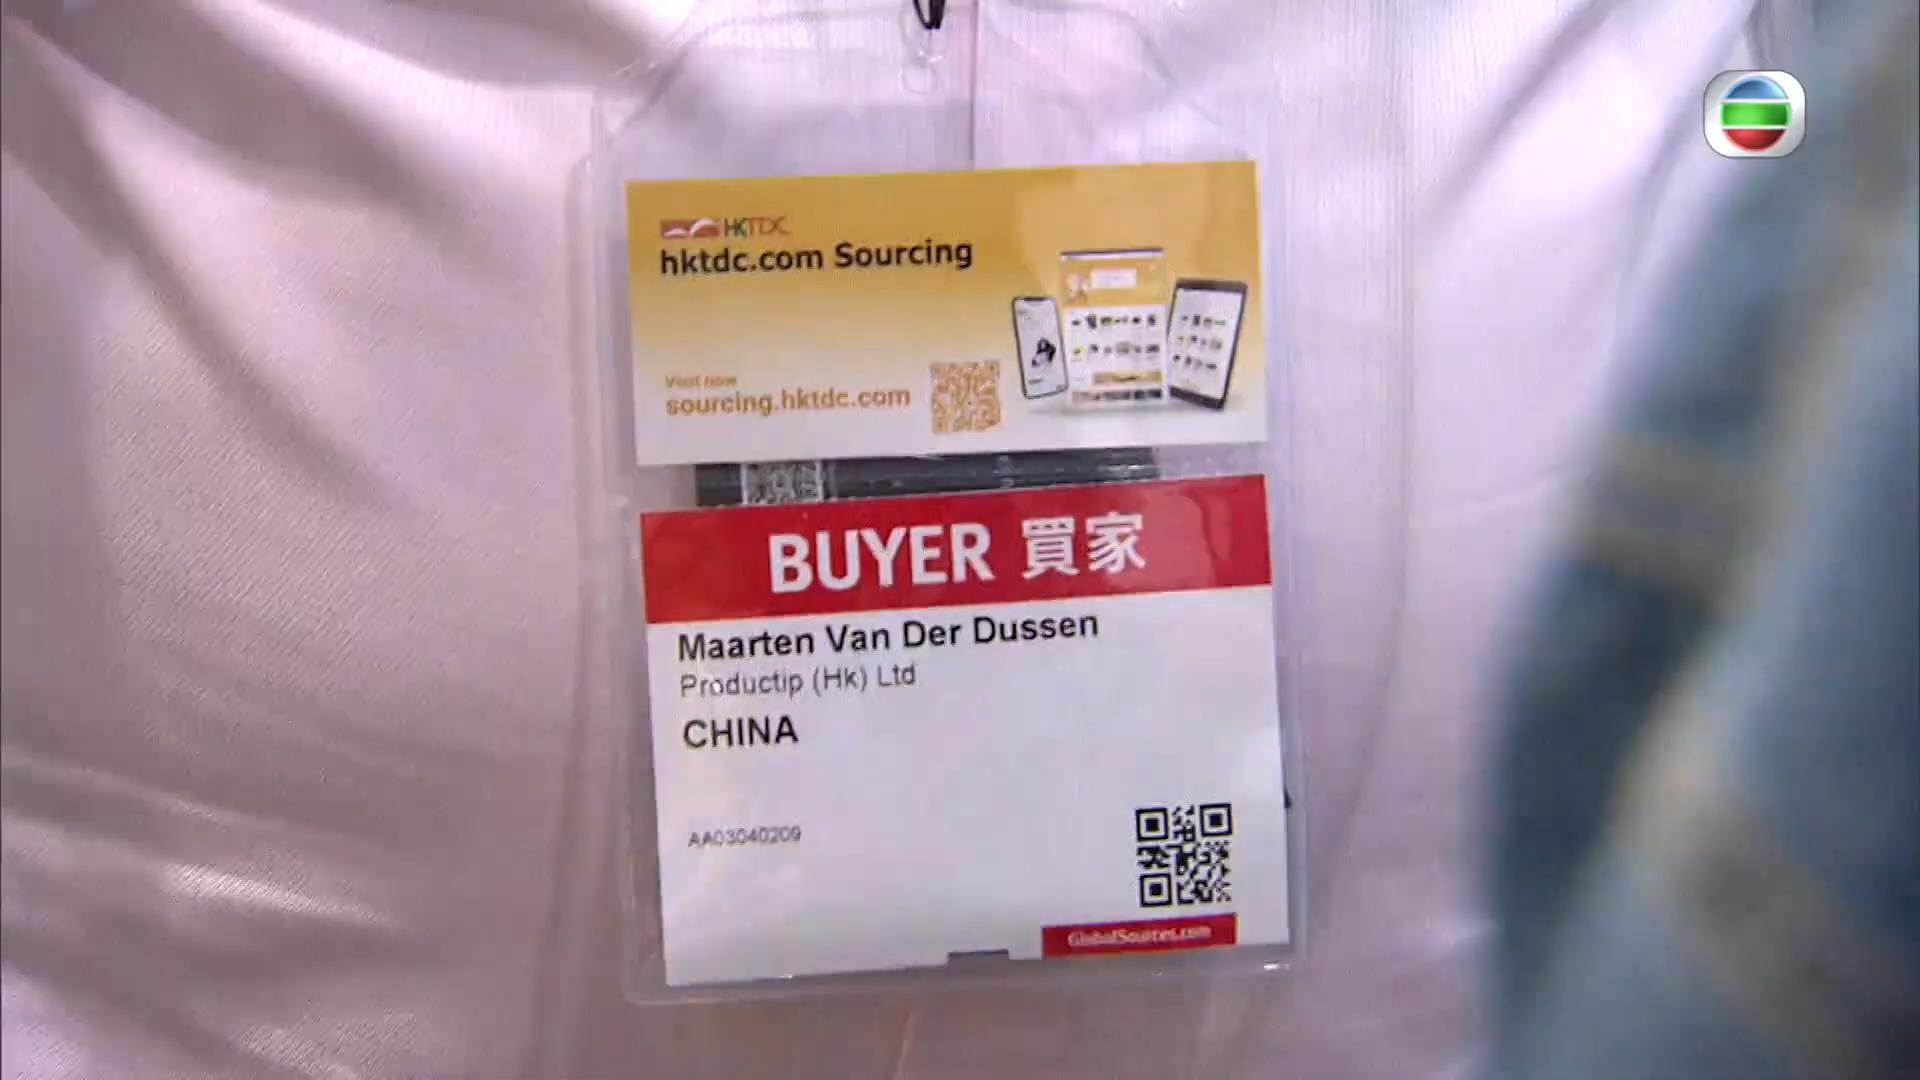 HKTDC
hktdc.com Sourcing
Visit now
sourcing.hktdc.com
BUYER 買家
Maarten Van Der Dussen
Productip (Hk) Ltd
CHINA
AA03040209
GlobalSources.com